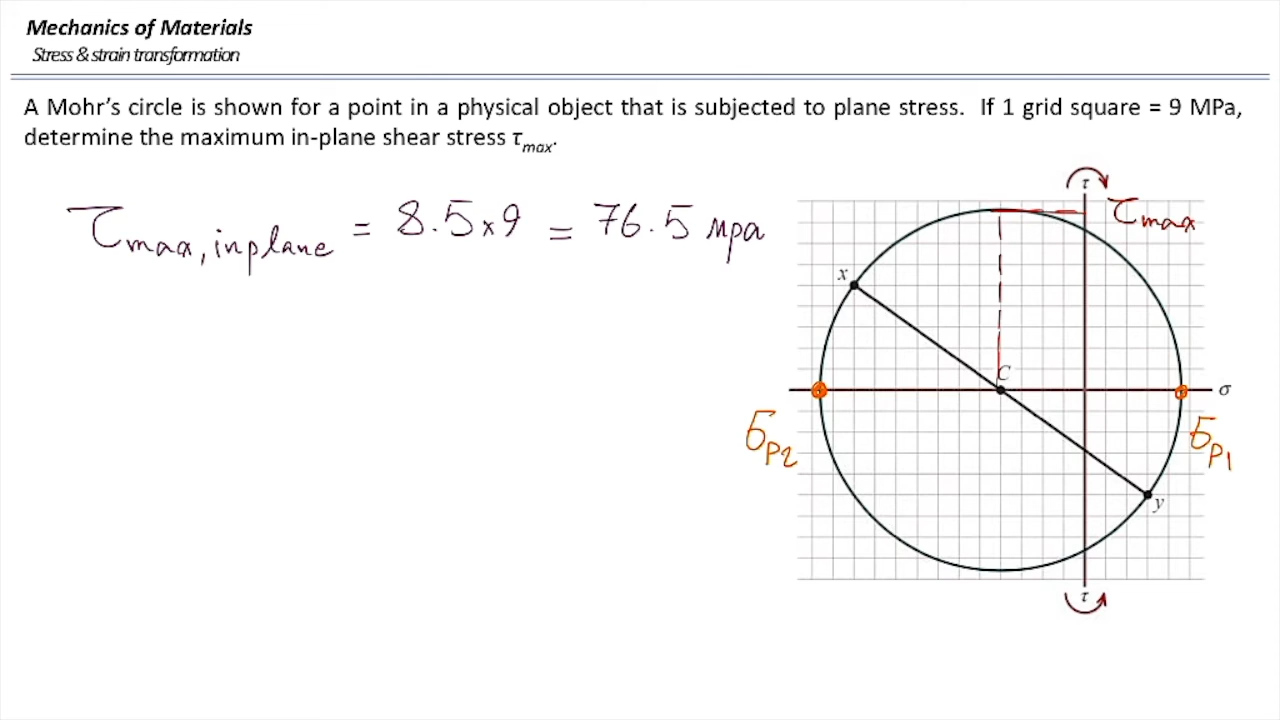 Mechanics of Materials
Stress & strain transformation
A Mohr’s circle is shown for a point in a physical object that is subjected to plane stress. If 1 grid square = 9 MPa,
determine the maximum in-plane shear stress τmax.
τmax, inplane = 8.5x9 = 76.5 mpa
τ
τmax
x
C
σ
σP2
σP1
y
τ